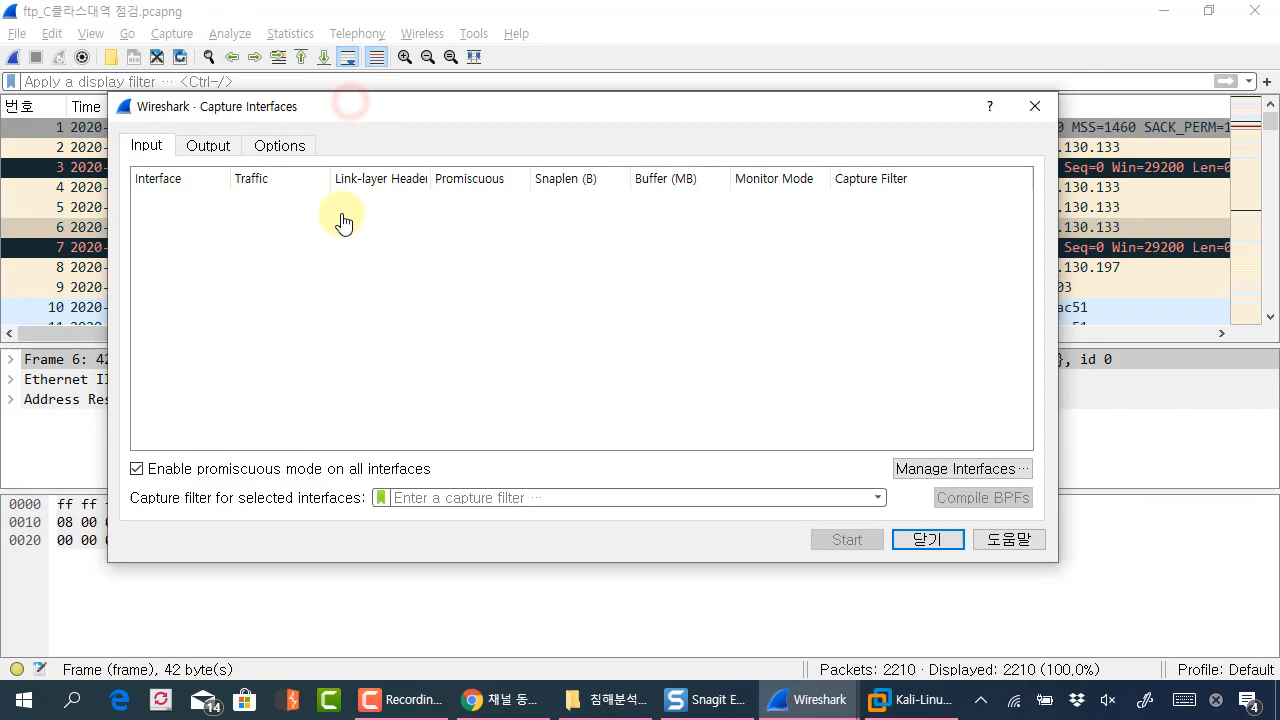 ftp_C클라스대역 점검.pcapng
File Edit View Go Capture Analyze Statistics Telephony Wireless Tools Help
Apply a display filter … <Ctrl-/>
번호 Time
Wireshark · Capture Interfaces
?
Input Output Options
Interface Traffic Link-layer Header Promiscuous Snaplen (B) Buffer (MB) Monitor Mode Capture Filter
1 2020- 0 MSS=1460 SACK_PERM=1
2 2020- .130.133
3 2020- Seq=0 Win=29200 Len=0
4 2020- .130.133
5 2020- .130.133
6 2020- .130.133
7 2020- Seq=0 Win=29200 Len=0
8 2020- .130.197
9 2020- 03
10 2020- ac51
Frame 6: 42 }, id 0
Ethernet II
Address Res
Enable promiscuous mode on all interfaces
Manage Interfaces…
Capture filter for selected interfaces: Enter a capture filter …
Compile BPFs
Start 닫기 도움말
0000 ff ff
0010 08 00
0020 00 00
Frame (frame), 42 byte(s)
Packets: 2210 · Displayed: 2210 (100.0%)
Profile: Default
14
Recordin...
채널 동...
침해분석...
Snagit E...
Wireshark
Kali-Linu...
4